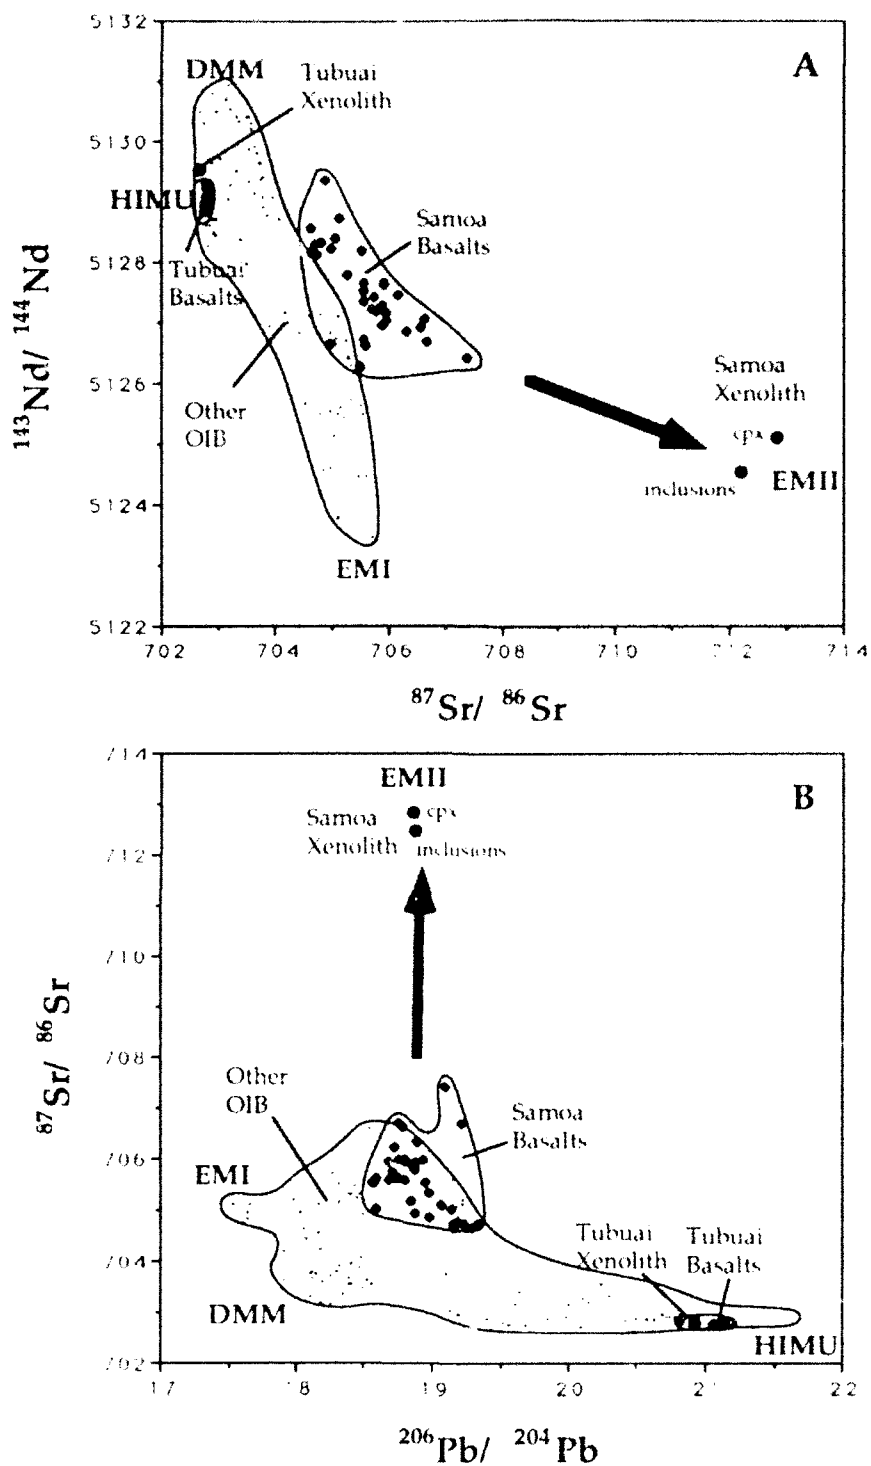 5132
A
DMM
Tubuai
Xenolith
5130
HIMU
Samoa
Basalts
5128
Tubuai
Basalts
143Nd/ 144Nd
5126
Samoa
Xenolith
Other
OIB
cpx
inclusions
EMII
5124
EMI
5122
702
704
706
708
710
712
714
87Sr/ 86Sr
714
EMII
B
cpx
Samoa
Xenolith
inclusions
712
710
87Sr/ 86Sr
708
Other
OIB
Samoa
Basalts
706
EMI
Tubuai
Xenolith
Tubuai
Basalts
704
DMM
HIMU
702
17
18
19
20
21
22
206Pb/ 204Pb